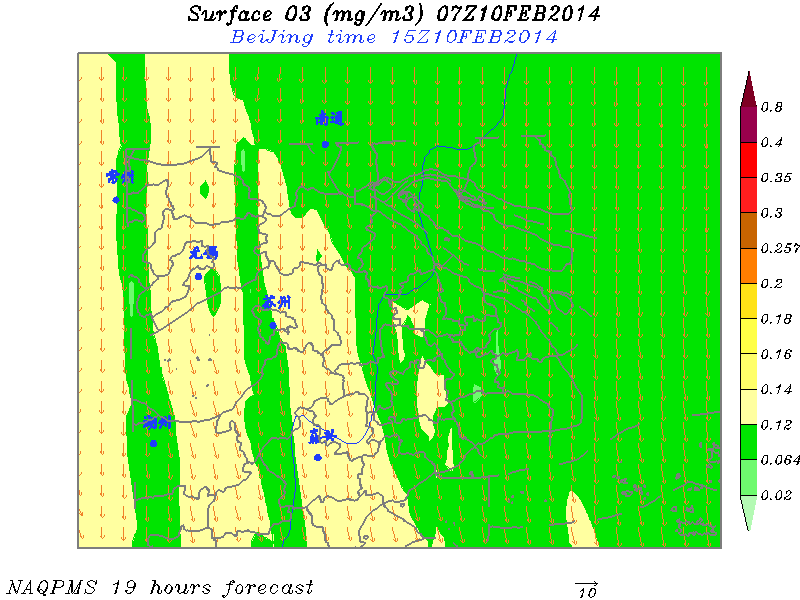 Surface O3 (mg/m3) 07Z10FEB2014
BeiJing time 15Z10FEB2014
南通
常州
无锡
苏州
湖州
嘉兴
0.8
0.4
0.35
0.3
0.257
0.2
0.18
0.16
0.14
0.12
0.064
0.02
NAQPMS 19 hours forecast
10